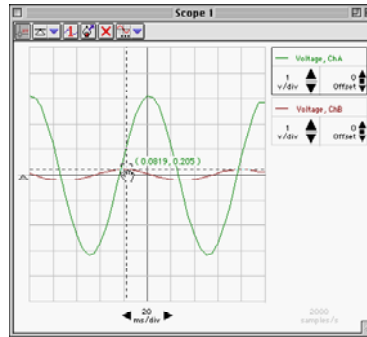 Scope 1
Voltage, ChA
1
v/div
0
Offset
Voltage, ChB
1
v/div
0
Offset
(0.0819, 0.205)
20
ms/div
2000
samples/s